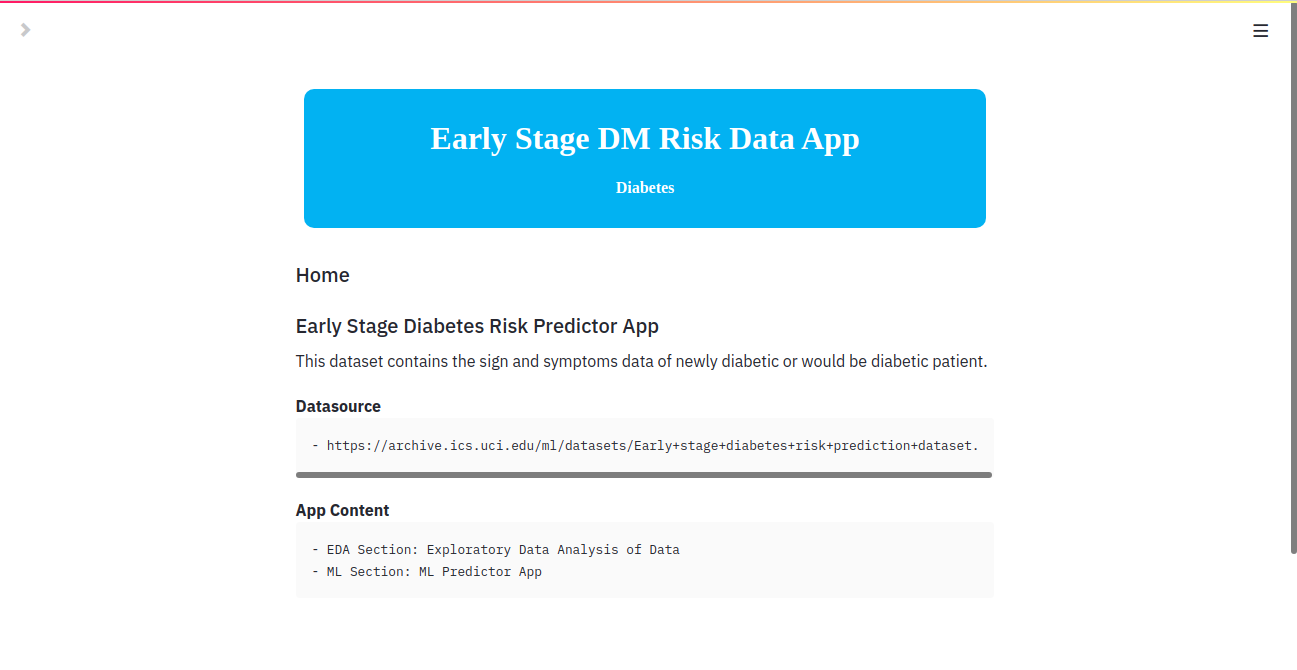 Early Stage DM Risk Data App
Diabetes
Home
Early Stage Diabetes Risk Predictor App
This dataset contains the sign and symptoms data of newly diabetic or would be diabetic patient.
Datasource
- https://archive.ics.uci.edu/ml/datasets/Early+stage+diabetes+risk+prediction+dataset.
App Content
- EDA Section: Exploratory Data Analysis of Data
- ML Section: ML Predictor App